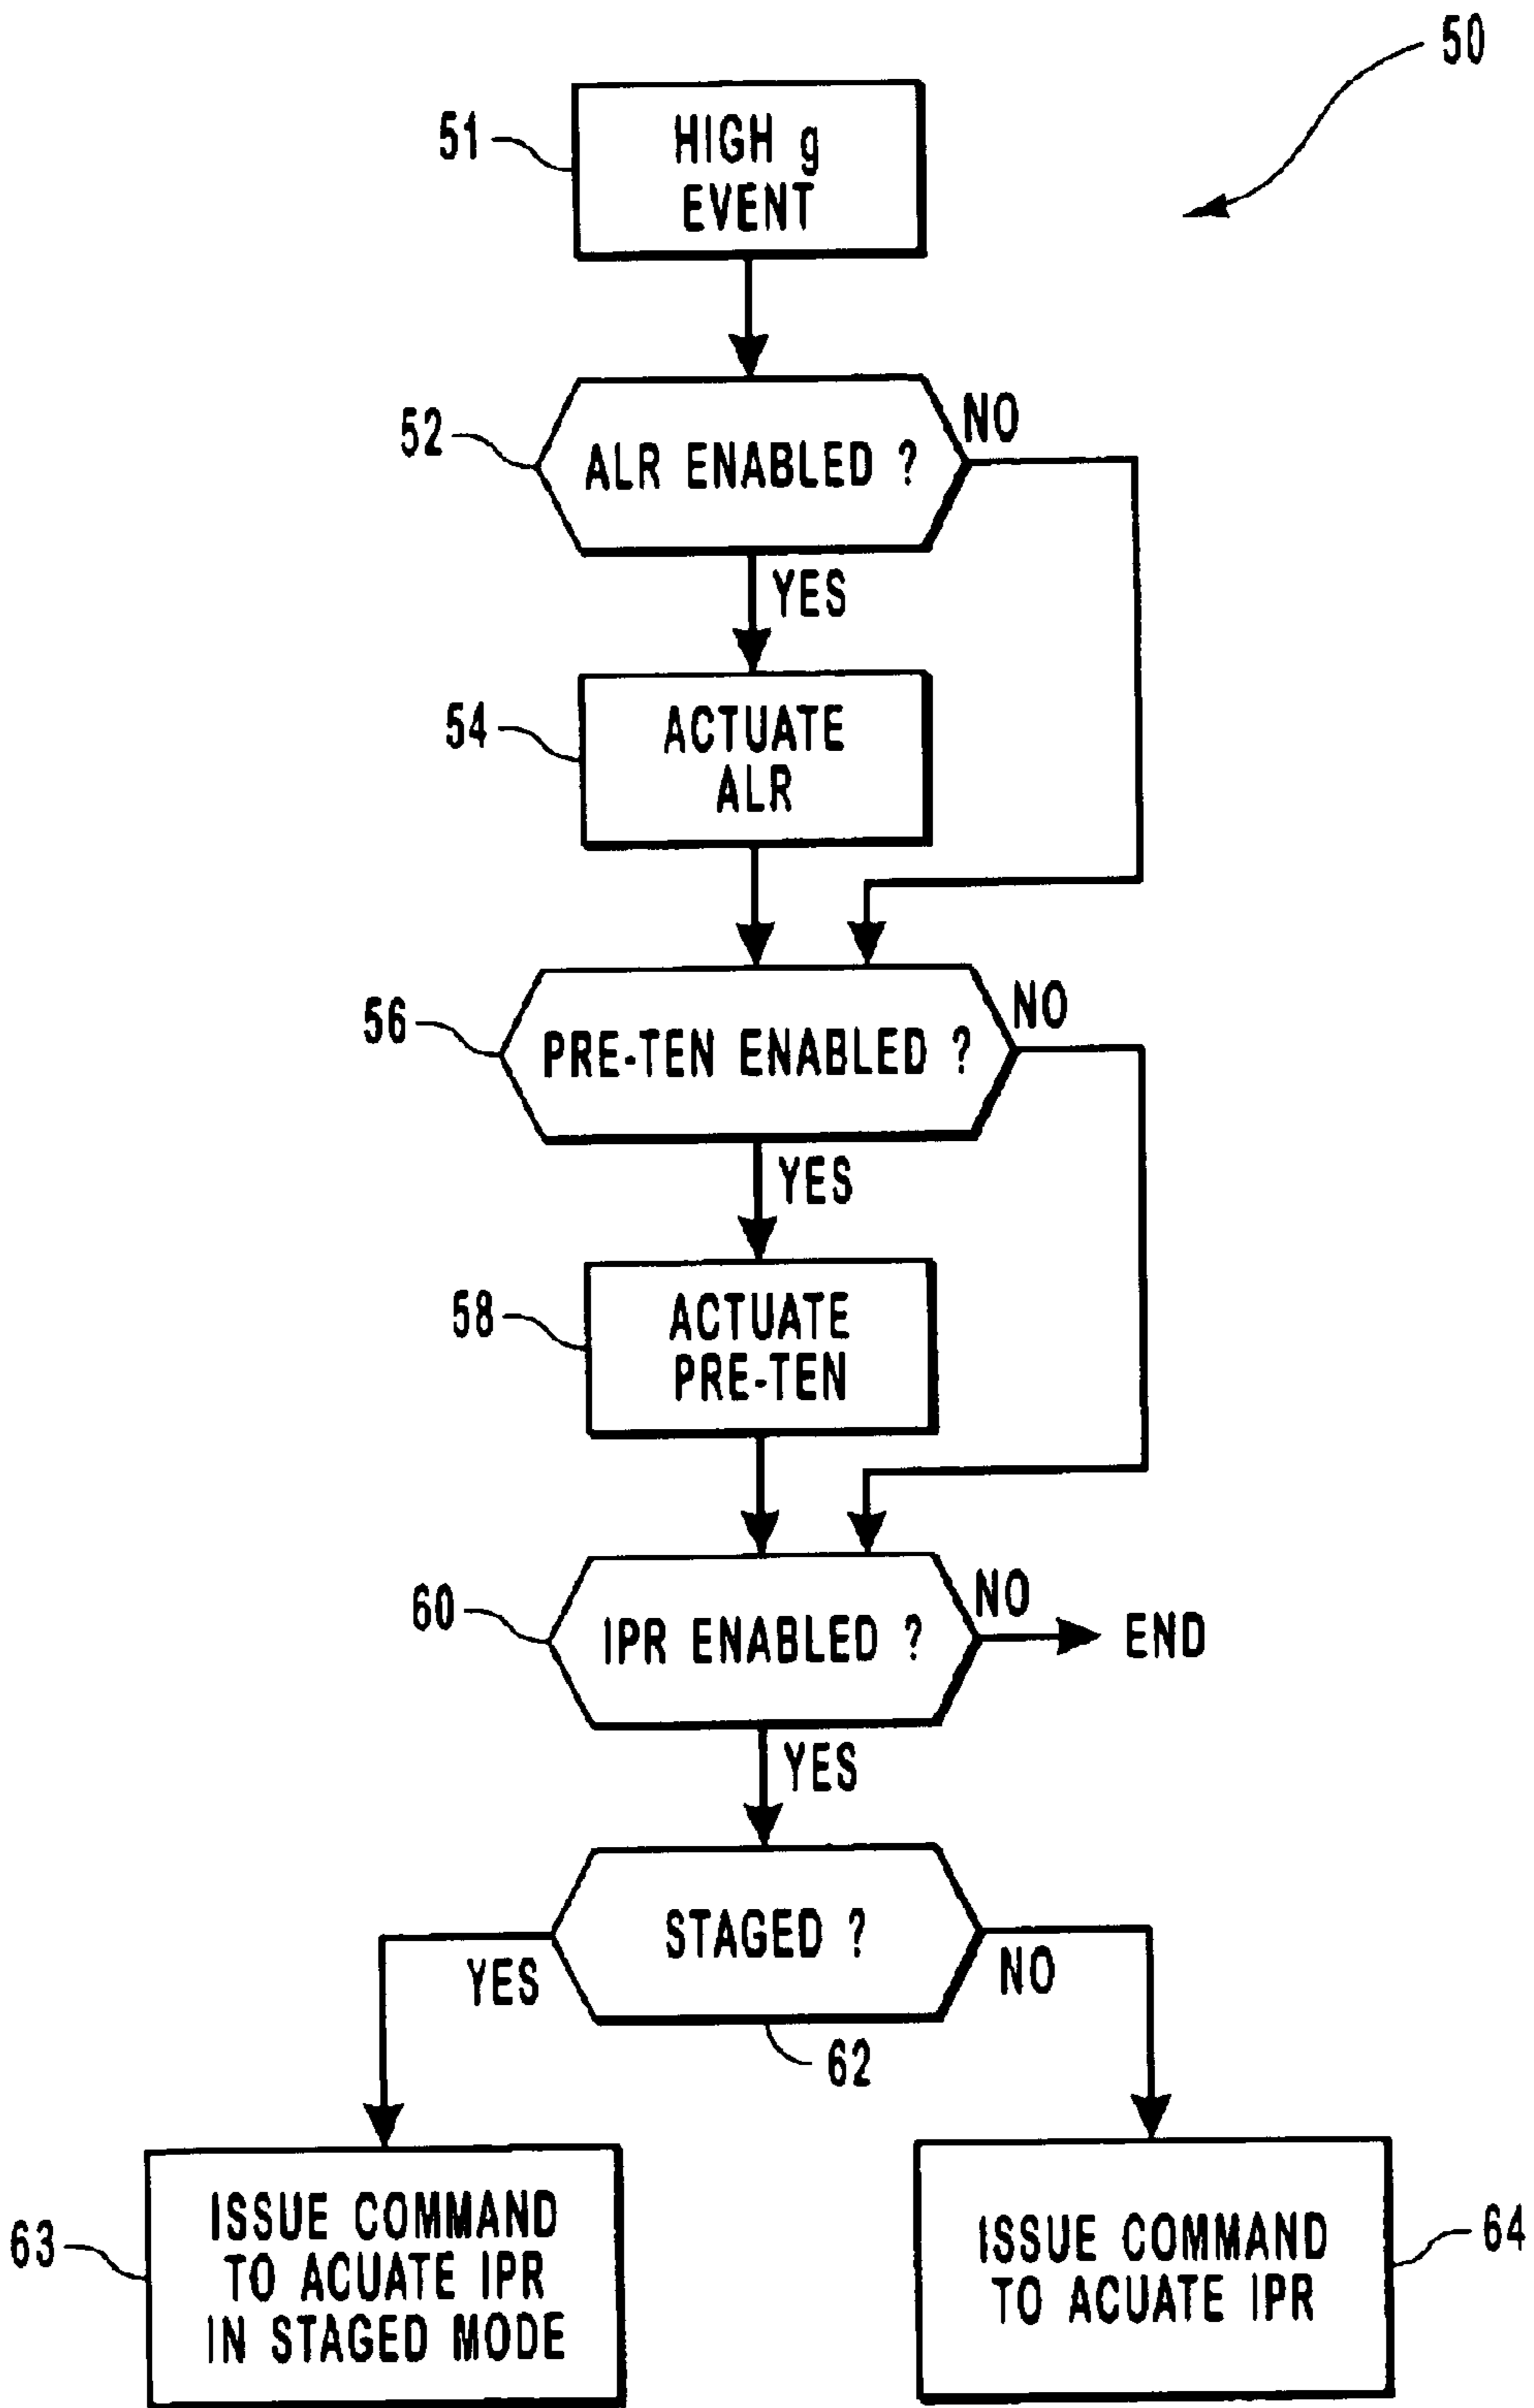 50
51
HIGH g
EVENT
52
ALR ENABLED ?
NO
YES
54
ACTUATE
ALR
56
PRE-TEN ENABLED ?
NO
YES
58
ACTUATE
PRE-TEN
60
IPR ENABLED ?
NO
END
YES
STAGED ?
YES
NO
62
63
ISSUE COMMAND
TO ACUATE IPR
IN STAGED MODE
ISSUE COMMAND
TO ACUATE IPR
64